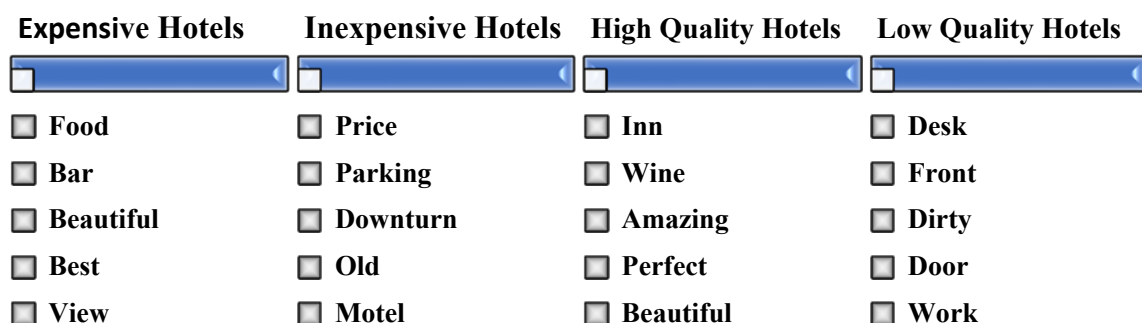 Expensive Hotels Inexpensive Hotels High Quality Hotels Low Quality Hotels
Food Price Inn Desk
Bar Parking Wine Front
Beautiful Downturn Amazing Dirty
Best Old Perfect Door
View Motel Beautiful Work